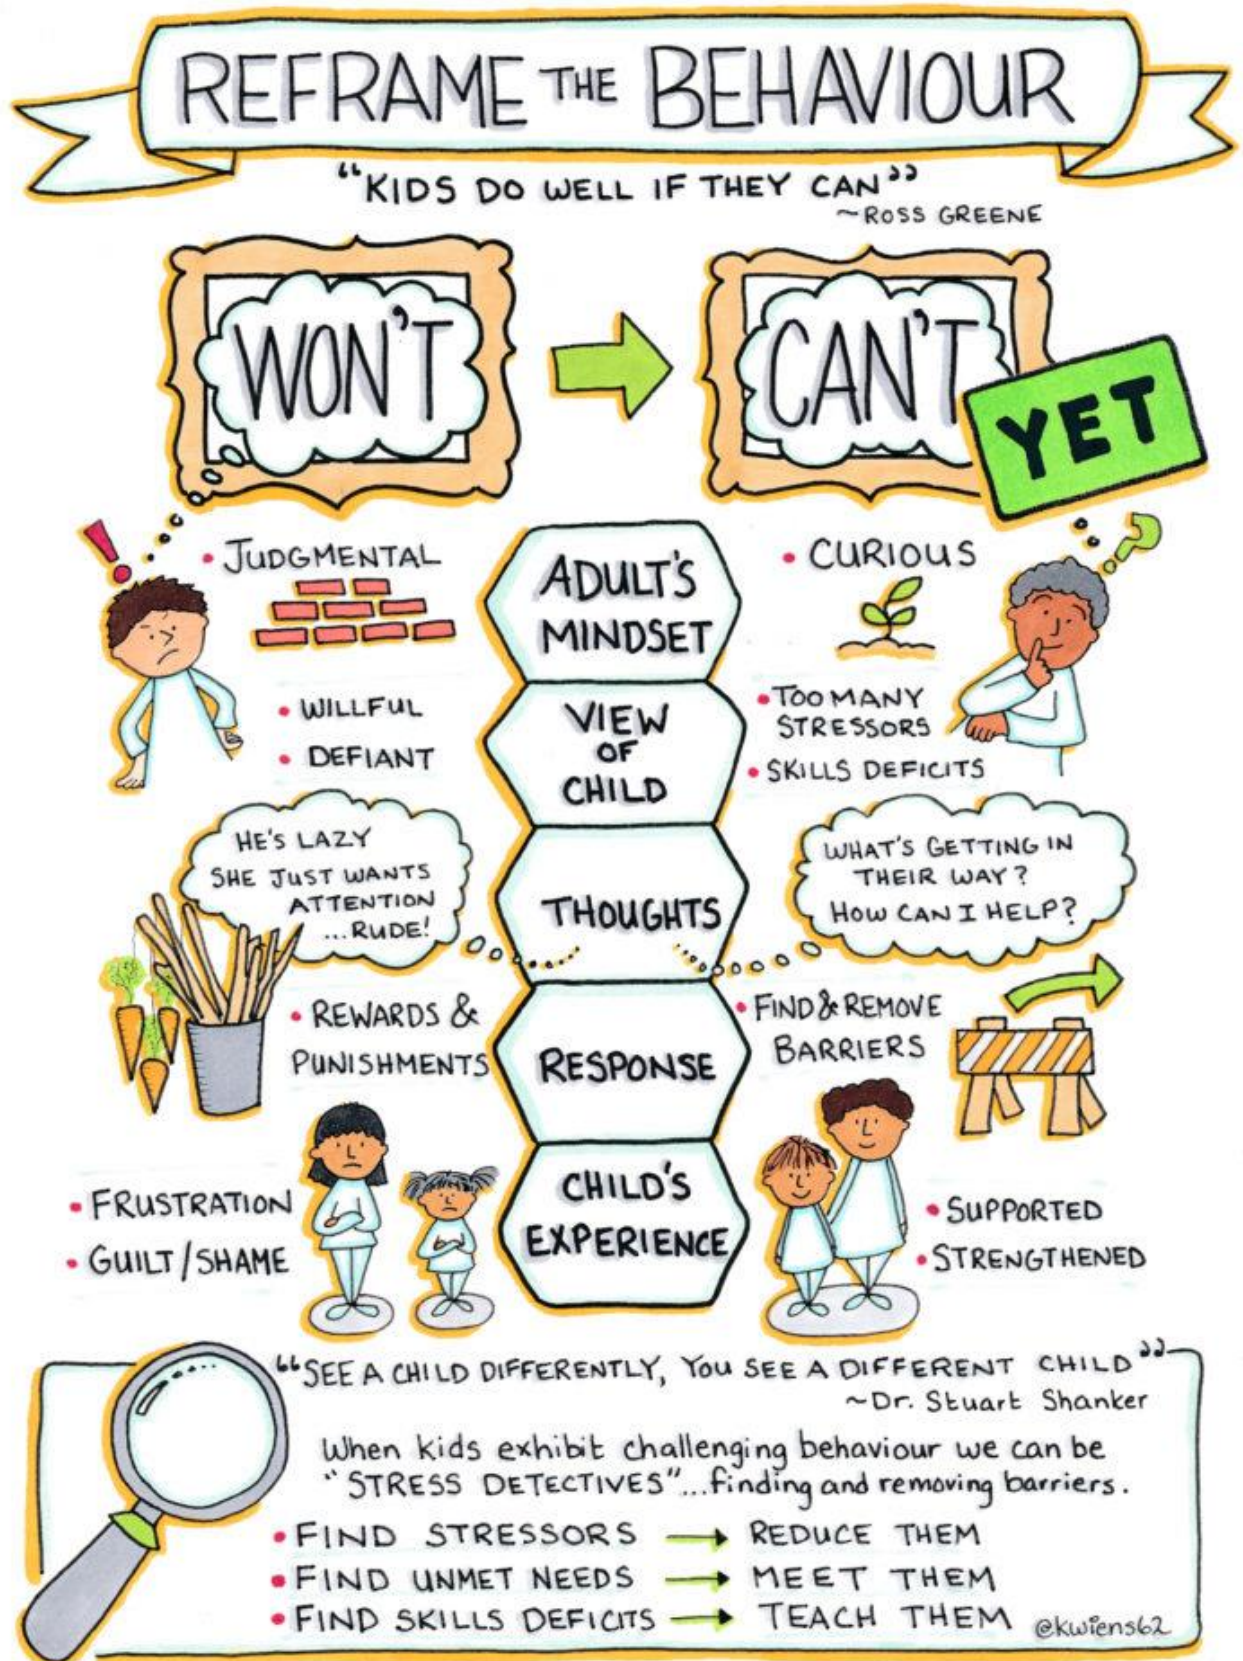 REFRAME THE BEHAVIOUR
"KIDS DO WELL IF THEY CAN"
~ROSS GREENE
WON'T
CAN'T
YET
• JUDGMENTAL
ADULT'S
MINDSET
• CURIOUS
• WILLFUL
• DEFIANT
VIEW
OF
CHILD
• TOO MANY
STRESSORS
• SKILLS DEFICITS
HE'S LAZY
SHE JUST WANTS
ATTENTION
...RUDE!
THOUGHTS
WHAT'S GETTING IN
THEIR WAY?
HOW CAN I HELP?
• REWARDS &
PUNISHMENTS
RESPONSE
• FIND & REMOVE
BARRIERS
• FRUSTRATION
• GUILT/SHAME
CHILD'S
EXPERIENCE
• SUPPORTED
• STRENGTHENED
"SEE A CHILD DIFFERENTLY, YOU SEE A DIFFERENT CHILD"
~Dr. Stuart Shanker
When kids exhibit challenging behaviour we can be
"STRESS DETECTIVES"...finding and removing barriers.
• FIND STRESSORS → REDUCE THEM
• FIND UNMET NEEDS → MEET THEM
• FIND SKILLS DEFICITS → TEACH THEM
@kwiens62